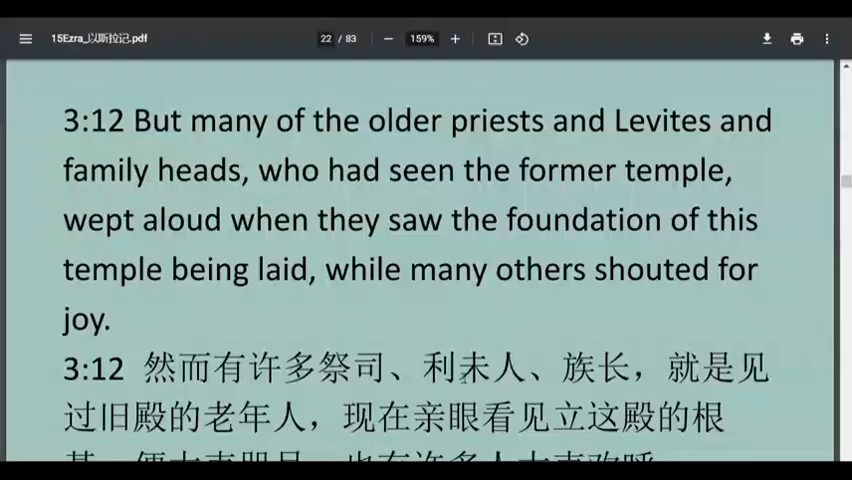 15Ezra_以斯拉记.pdf
22 / 83
159%
3:12 But many of the older priests and Levites and
family heads, who had seen the former temple,
wept aloud when they saw the foundation of this
temple being laid, while many others shouted for
joy.
3:12 然而有许多祭司、利未人、族长，就是见
过旧殿的老年人，现在亲眼看见立这殿的根